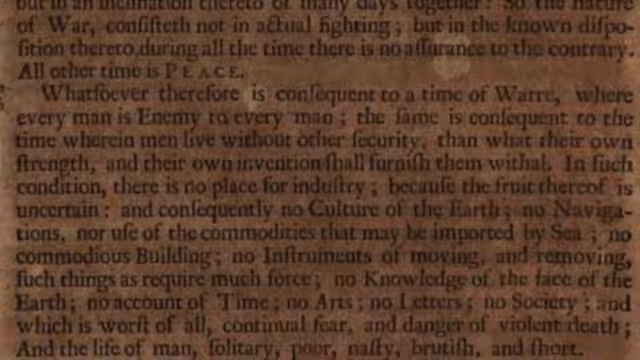 but in an inclination thereto of many days together: So the nature
of War, conſiſteth not in actual fighting; but in the known diſpo-
ſition thereto, during all the time there is no aſſurance to the contrary.
All other time is PEACE.
Whatſoever therefore is conſequent to a time of Warre, where
every man is Enemy to every man; the ſame is conſequent to the
time wherein men live without other ſecurity, than what their own
ſtrength, and their own invention ſhall furniſh them withal. In ſuch
condition, there is no place for induſtry; becauſe the fruit thereof is
uncertain: and conſequently no Culture of the Earth; no Naviga-
tions, nor uſe of the commodities that may be imported by Sea; no
commodious Building; no Inſtruments of moving, and removing,
ſuch things as require much force; no Knowledge of the face of the
Earth; no account of Time; no Arts; no Letters; no Society; and
which is worſt of all, continual fear, and danger of violent death;
And the life of man, ſolitary, poor, naſty, brutiſh, and ſhort.